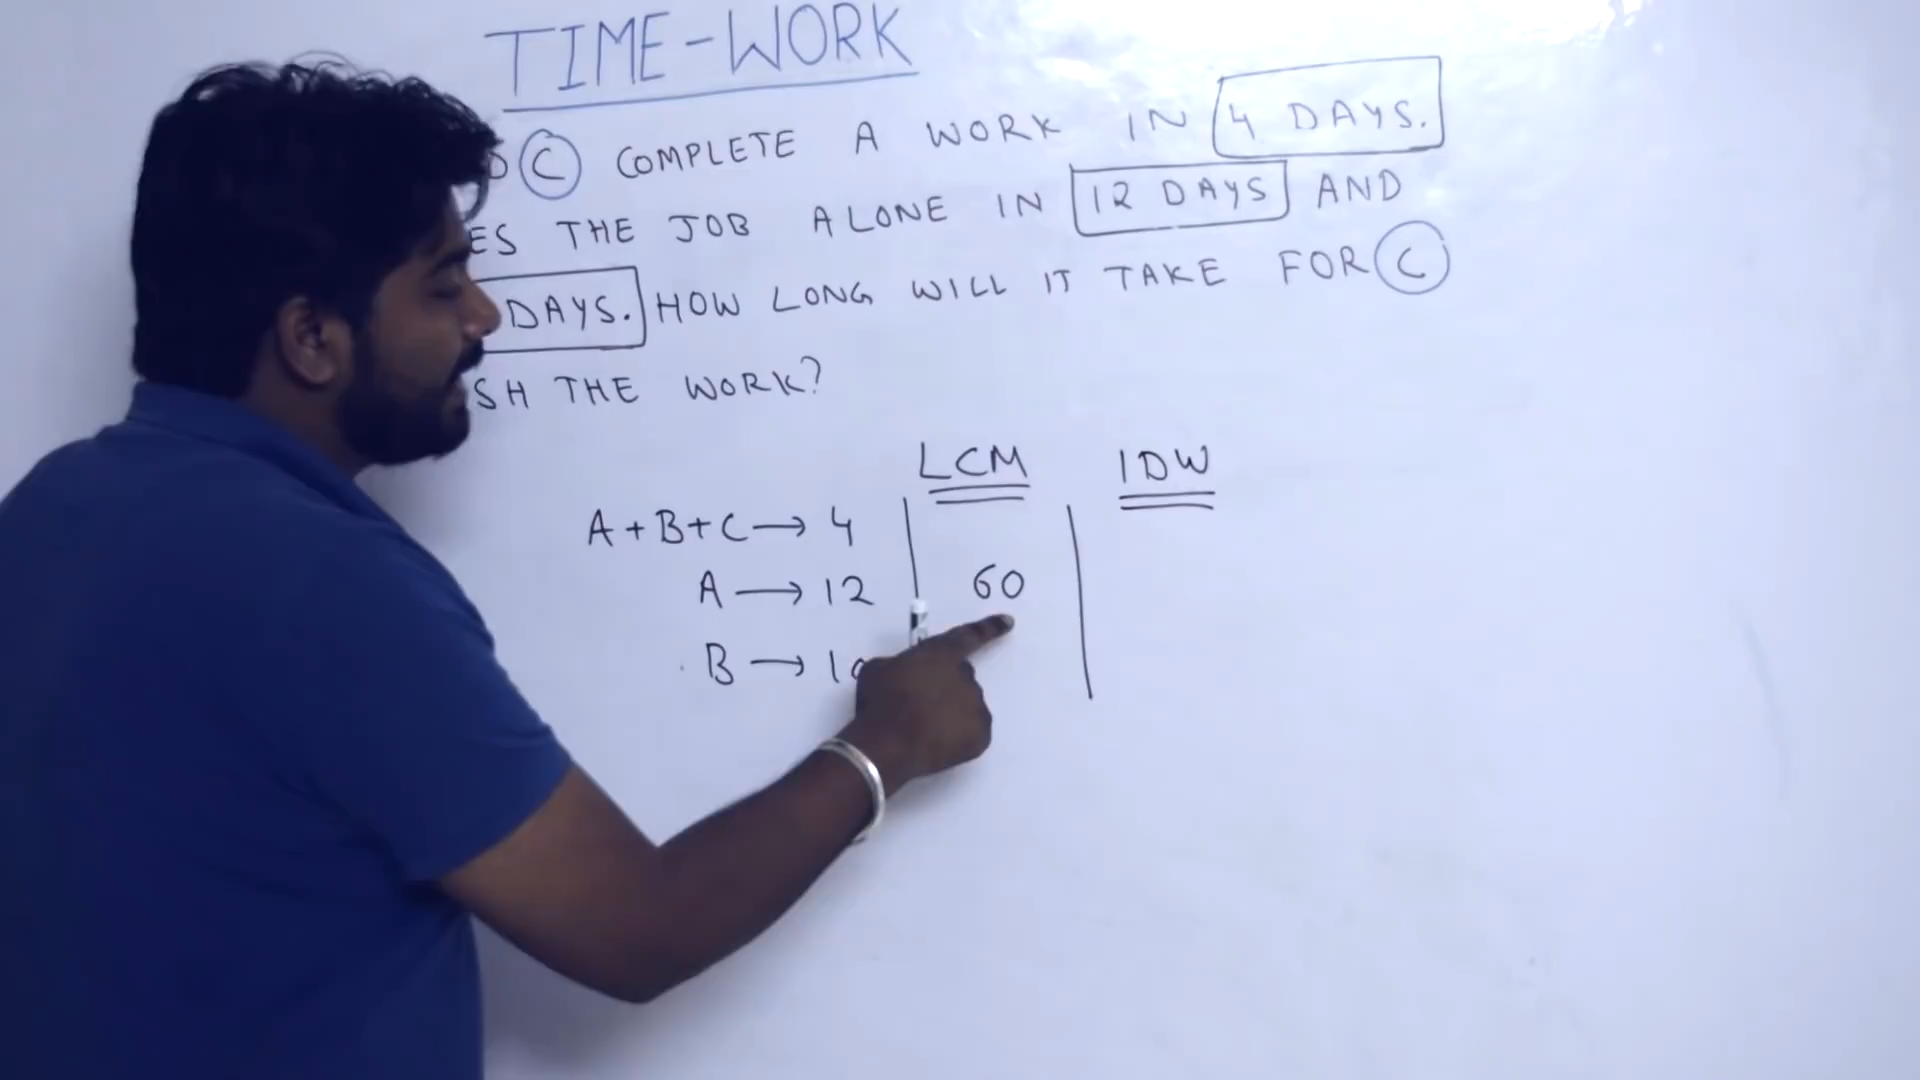 TIME-WORK
C COMPLETE A WORK IN 4 DAYS.
ES THE JOB ALONE IN 12 DAYS AND
DAYS. HOW LONG WILL IT TAKE FOR C
SH THE WORK?
LCM 1DW
A+B+C→4
A→12 60
B→10